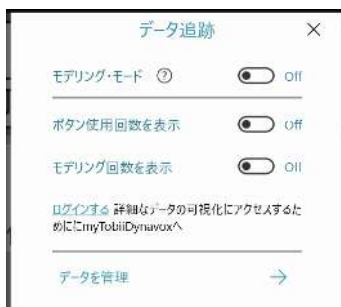 データ追跡
モデリング・モード ? Off
ボタン使用回数を表示 Off
モデリング回数を表示 Off
ログインする 詳細なデータの可視化にアクセスするた
めににmyTobiiDynavoxへ
データを管理